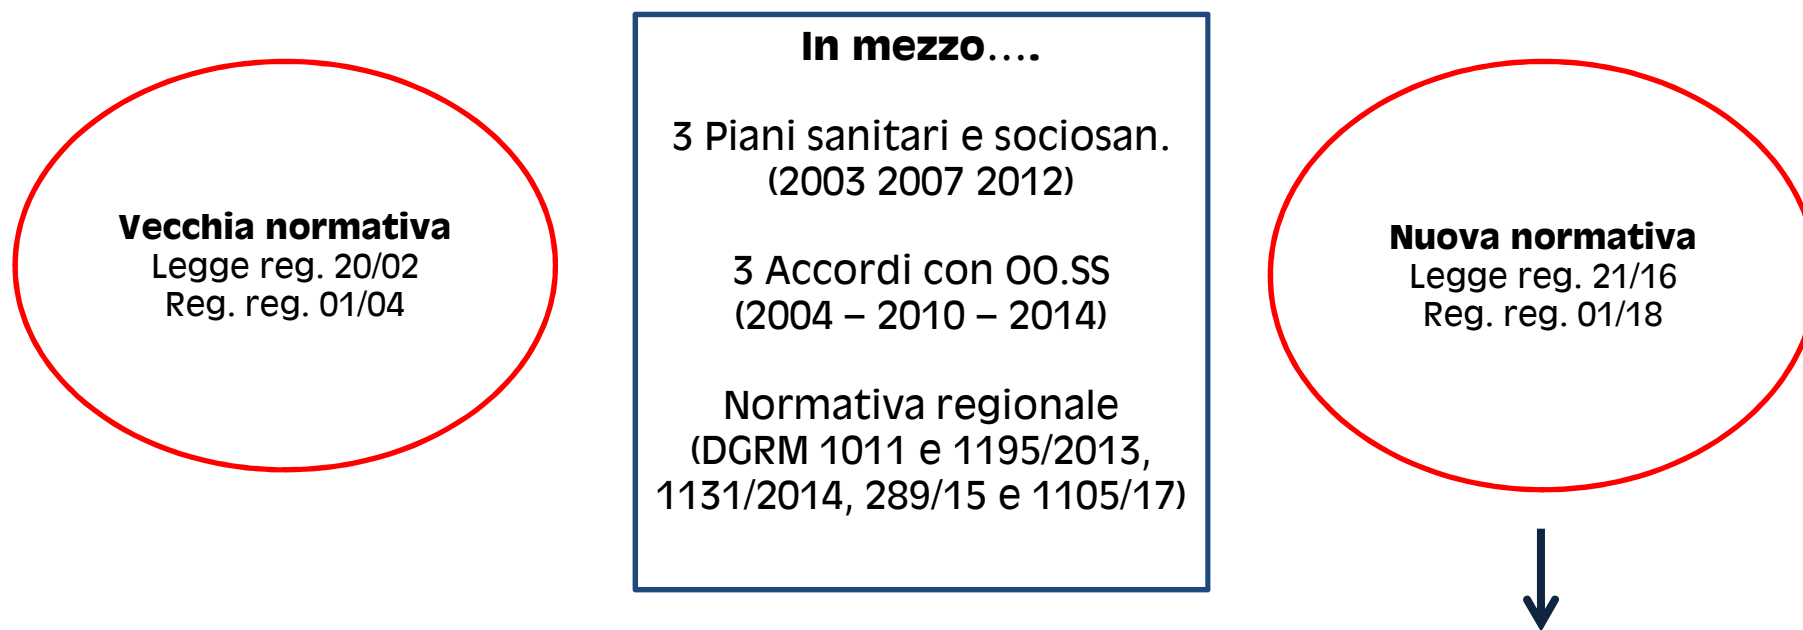 Vecchia normativa
Legge reg. 20/02
Reg. reg. 01/04
In mezzo….
3 Piani sanitari e sociosan.
(2003 2007 2012)
3 Accordi con OO.SS
(2004 – 2010 – 2014)
Normativa regionale
(DGRM 1011 e 1195/2013,
1131/2014, 289/15 e 1105/17)
Nuova normativa
Legge reg. 21/16
Reg. reg. 01/18